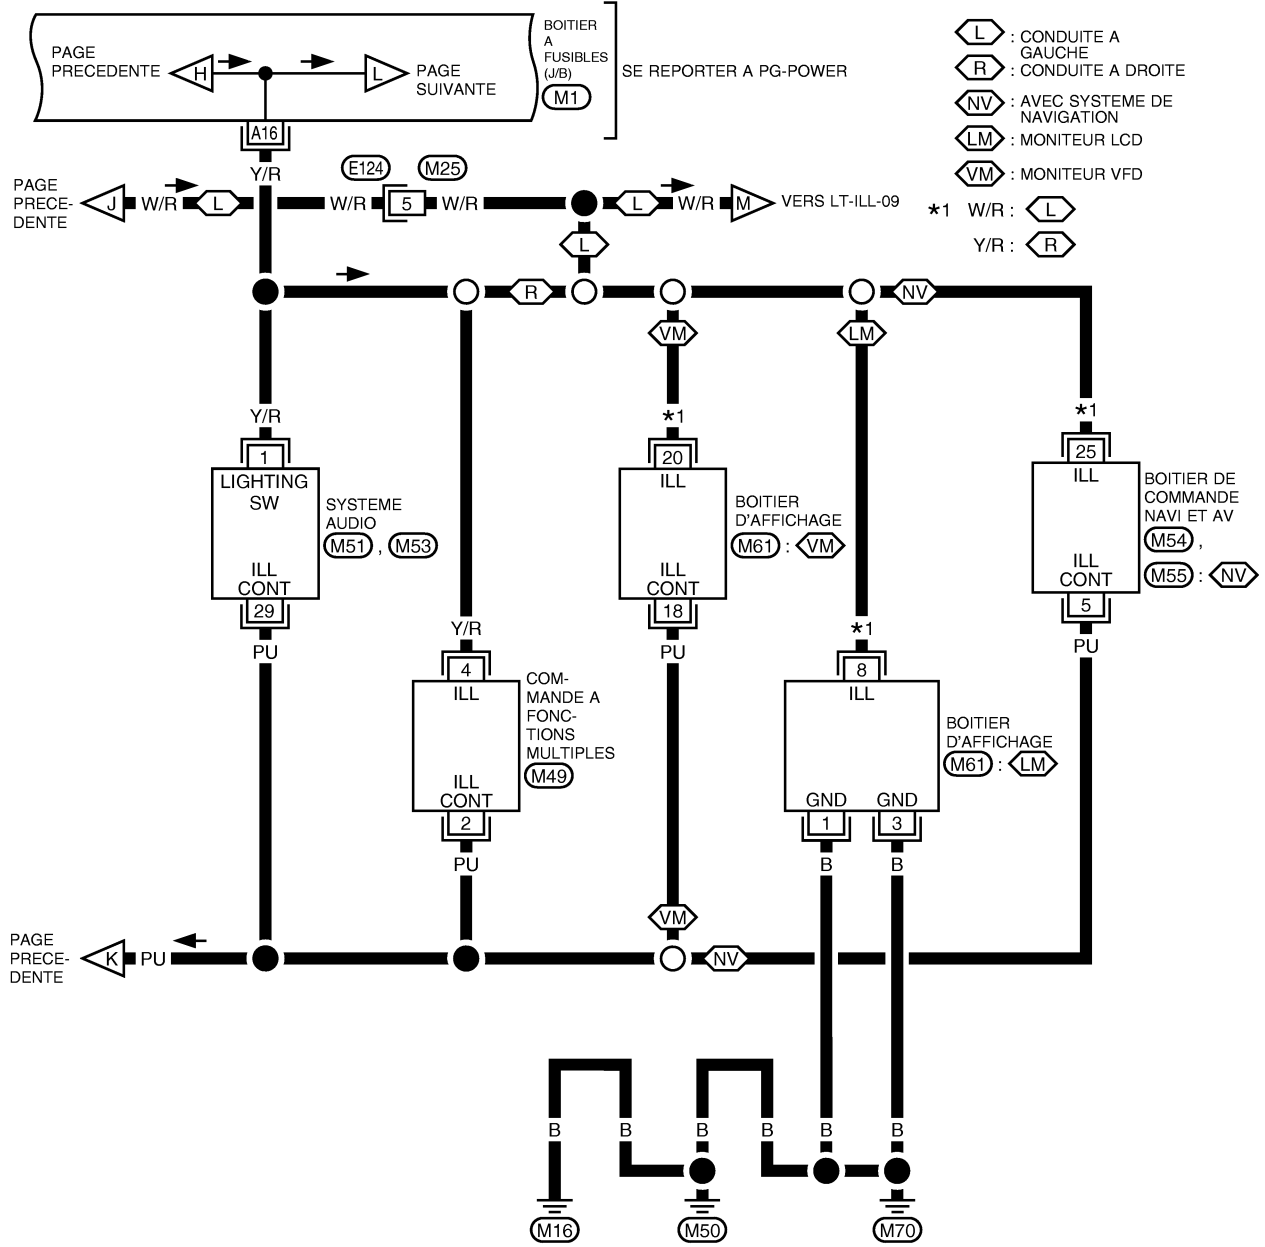 PAGE
PRECEDENTE
H
L
PAGE
SUIVANTE
BOITIER
A
FUSIBLES
(J/B)
M1
SE REPORTER A PG-POWER
L : CONDUITE A
GAUCHE
R : CONDUITE A DROITE
NV : AVEC SYSTEME DE
NAVIGATION
LM : MONITEUR LCD
VM : MONITEUR VFD
*1 W/R : L
Y/R : R
A16
Y/R
E124
M25
PAGE
PRECE-
DENTE
J W/R L W/R 5 W/R L W/R M VERS LT-ILL-09
L
R
NV
VM
LM
Y/R
*1
*1
1
LIGHTING
SW
ILL
CONT
29
PU
SYSTEME
AUDIO
M51 , M53
20
ILL
ILL
CONT
18
PU
BOITIER
D'AFFICHAGE
M61 : VM
25
ILL
ILL
CONT
5
PU
BOITIER DE
COMMANDE
NAVI ET AV
M54 ,
M55 : NV
Y/R
4
ILL
ILL
CONT
2
PU
COM-
MANDE A
FONC-
TIONS
MULTIPLES
M49
*1
8
ILL
GND GND
1 3
B B
BOITIER
D'AFFICHAGE
M61 : LM
VM
PAGE
PRECE-
DENTE
K PU
NV
B B B B B B
M16 M50 M70